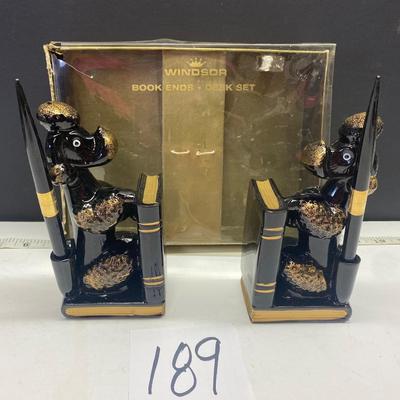 WINDSOR
BOOK ENDS - DESK SET
189